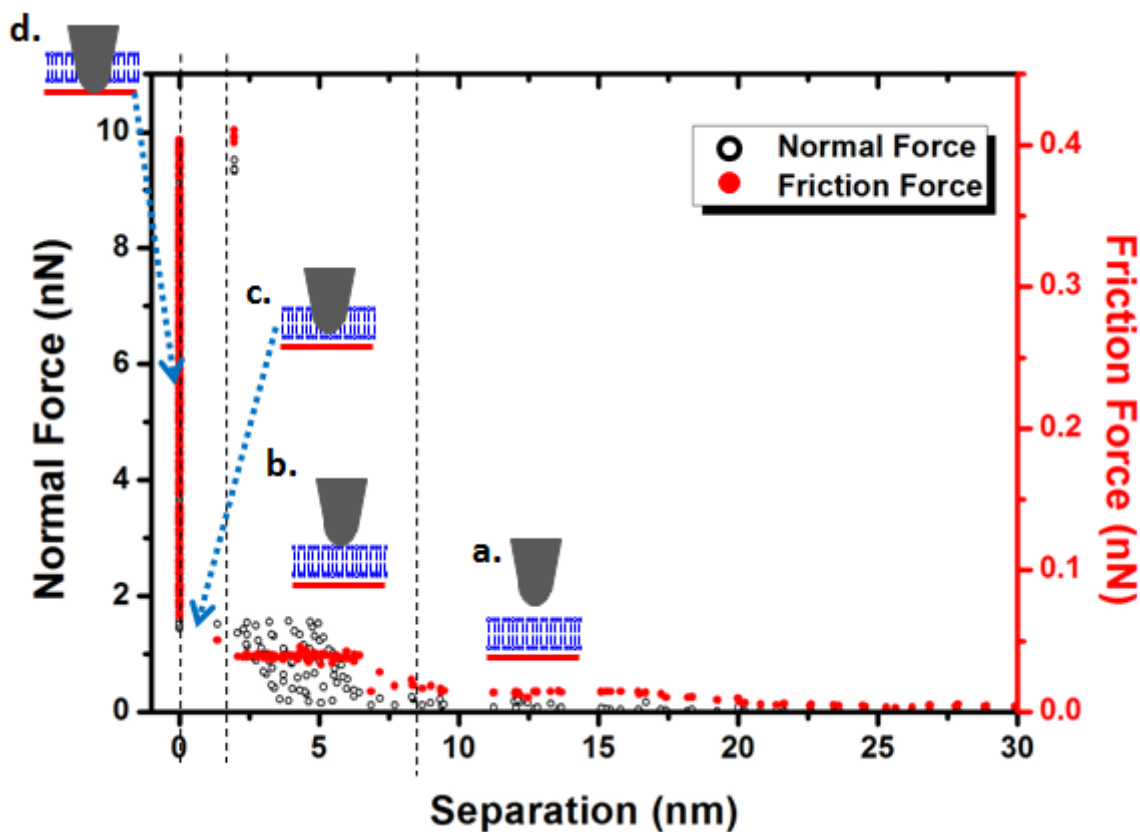 d.
10
8
6
4
2
0
Normal Force (nN)
Normal Force
Friction Force
c.
b.
a.
0.4
0.3
0.2
0.1
0.0
Friction Force (nN)
0 5 10 15 20 25 30
Separation (nm)